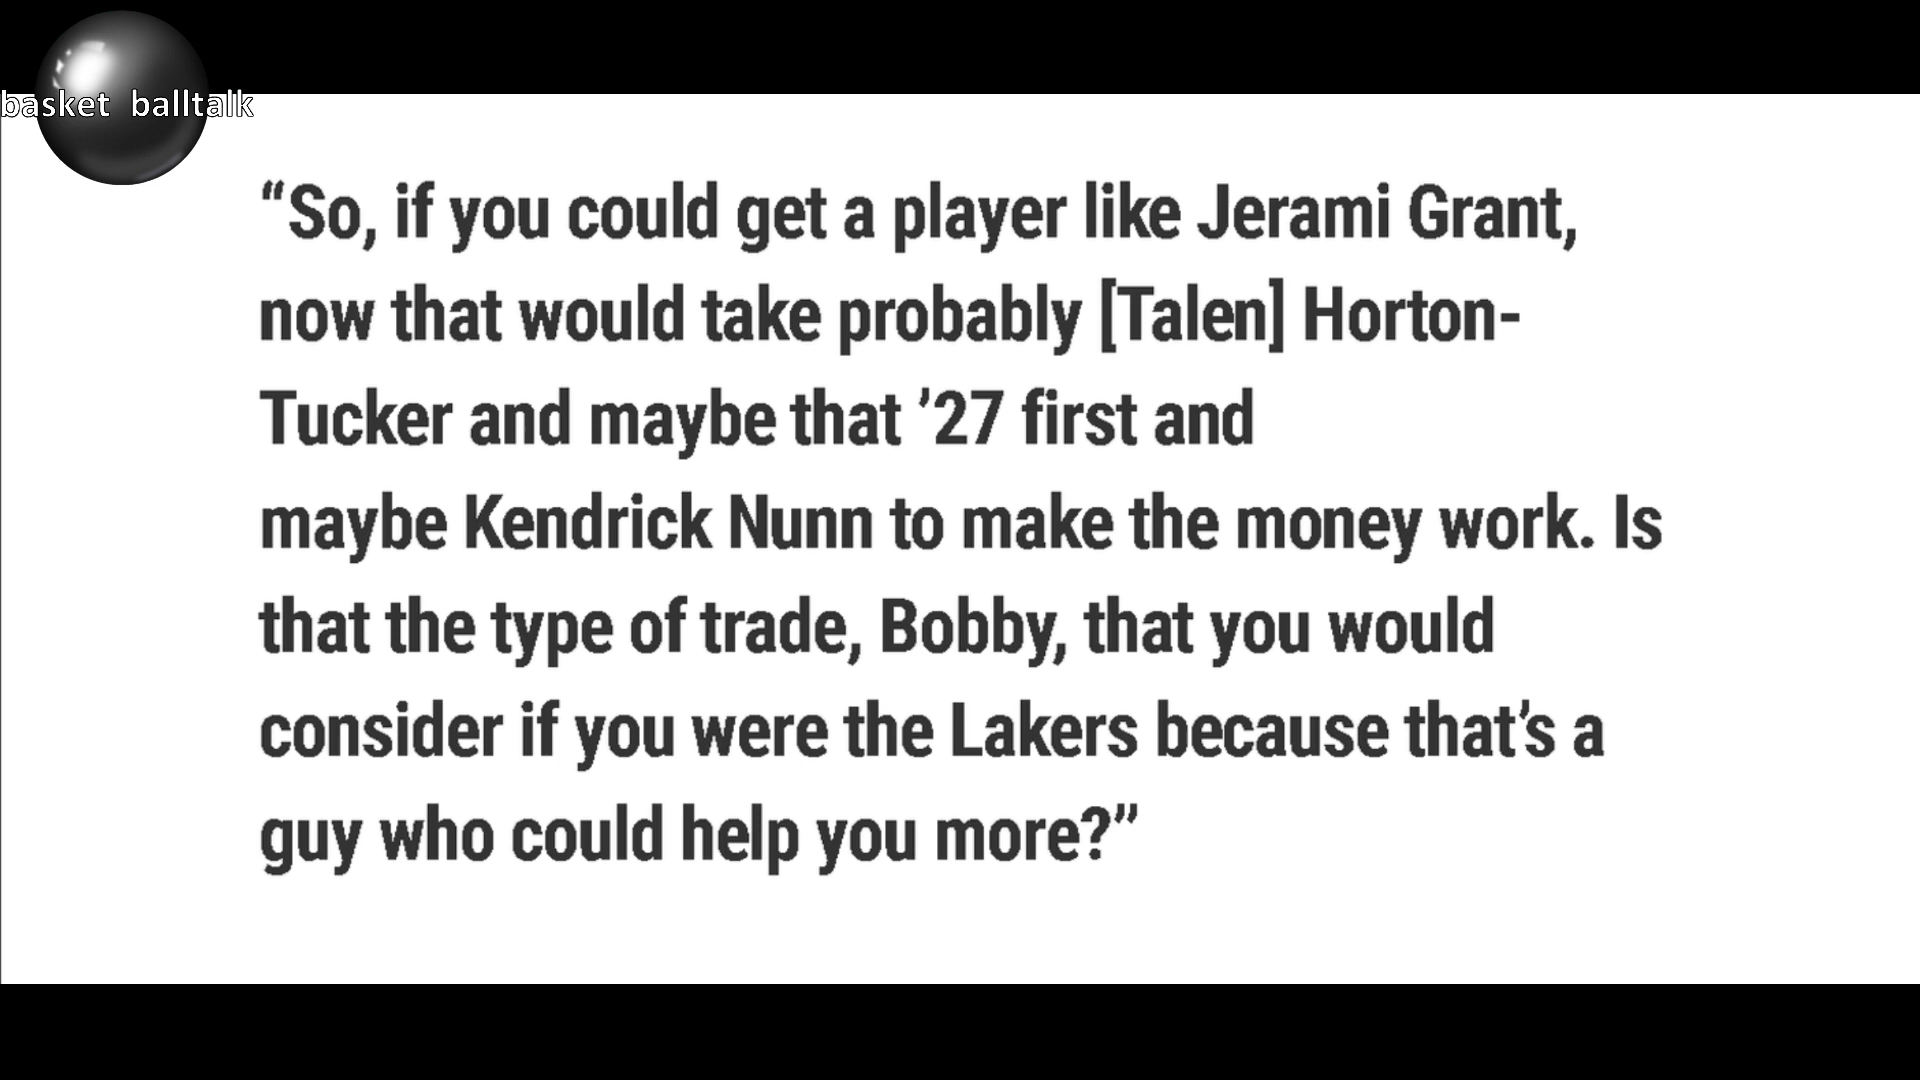 basket balltalk
“So, if you could get a player like Jerami Grant,
now that would take probably [Talen] Horton-
Tucker and maybe that ’27 first and
maybe Kendrick Nunn to make the money work. Is
that the type of trade, Bobby, that you would
consider if you were the Lakers because that’s a
guy who could help you more?”